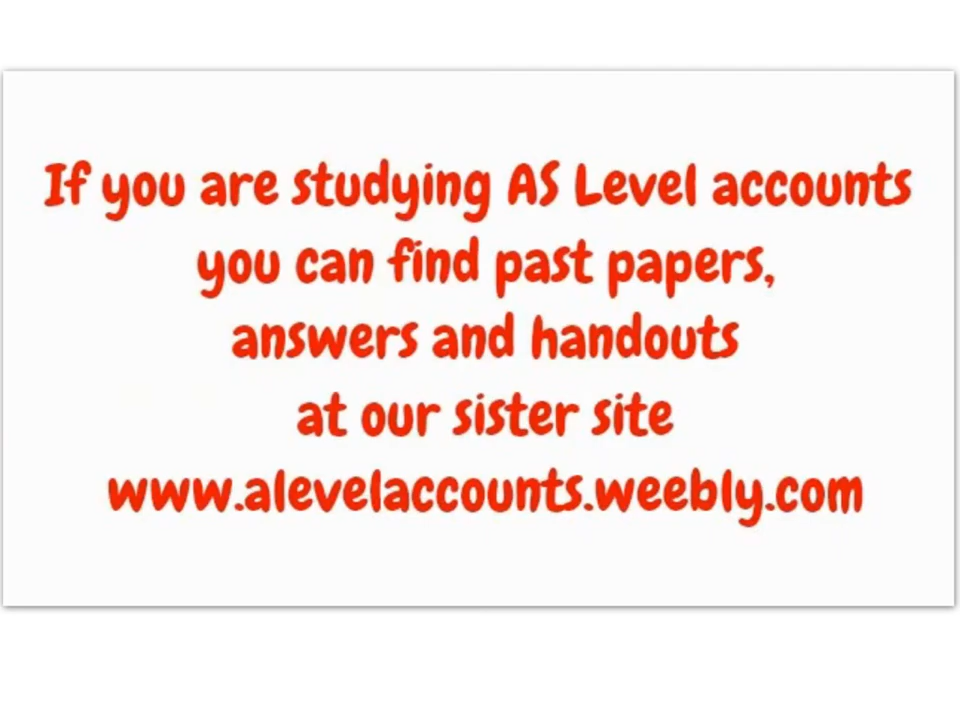 If you are studying AS Level accounts
you can find past papers,
answers and handouts
at our sister site
www.alevelaccounts.weebly.com